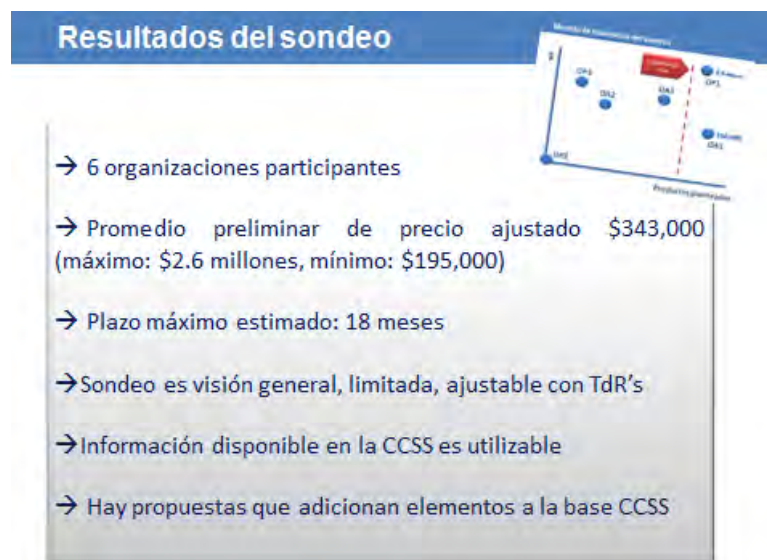 Resultados del sondeo
$
→ 6 organizaciones participantes
→ Promedio preliminar de precio ajustado $343,000
(máximo: $2.6 millones, mínimo: $195,000)
→ Plazo máximo estimado: 18 meses
→Sondeo es visión general, limitada, ajustable con TdR’s
→Información disponible en la CCSS es utilizable
→ Hay propuestas que adicionan elementos a la base CCSS